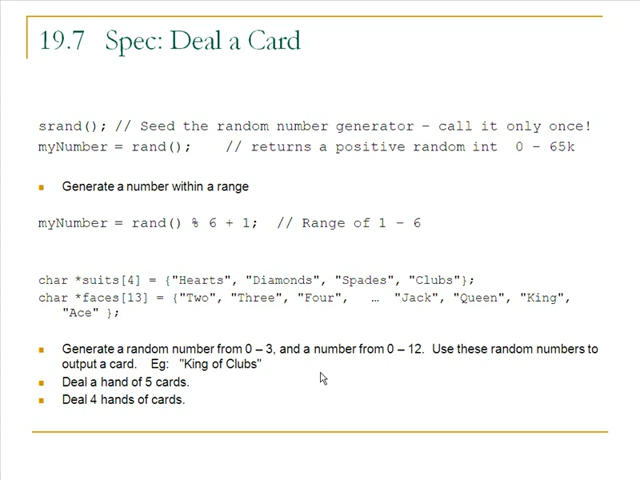 19.7 Spec: Deal a Card
srand(); // Seed the random number generator – call it only once!
myNumber = rand(); // returns a positive random int 0 – 65k
Generate a number within a range
myNumber = rand() % 6 + 1; // Range of 1 – 6
char *suits[4] = {"Hearts", "Diamonds", "Spades", "Clubs"};
char *faces[13] = {"Two", "Three", "Four", … "Jack", "Queen", "King",
"Ace" };
Generate a random number from 0 – 3, and a number from 0 – 12. Use these random numbers to
output a card. Eg: "King of Clubs"
Deal a hand of 5 cards.
Deal 4 hands of cards.